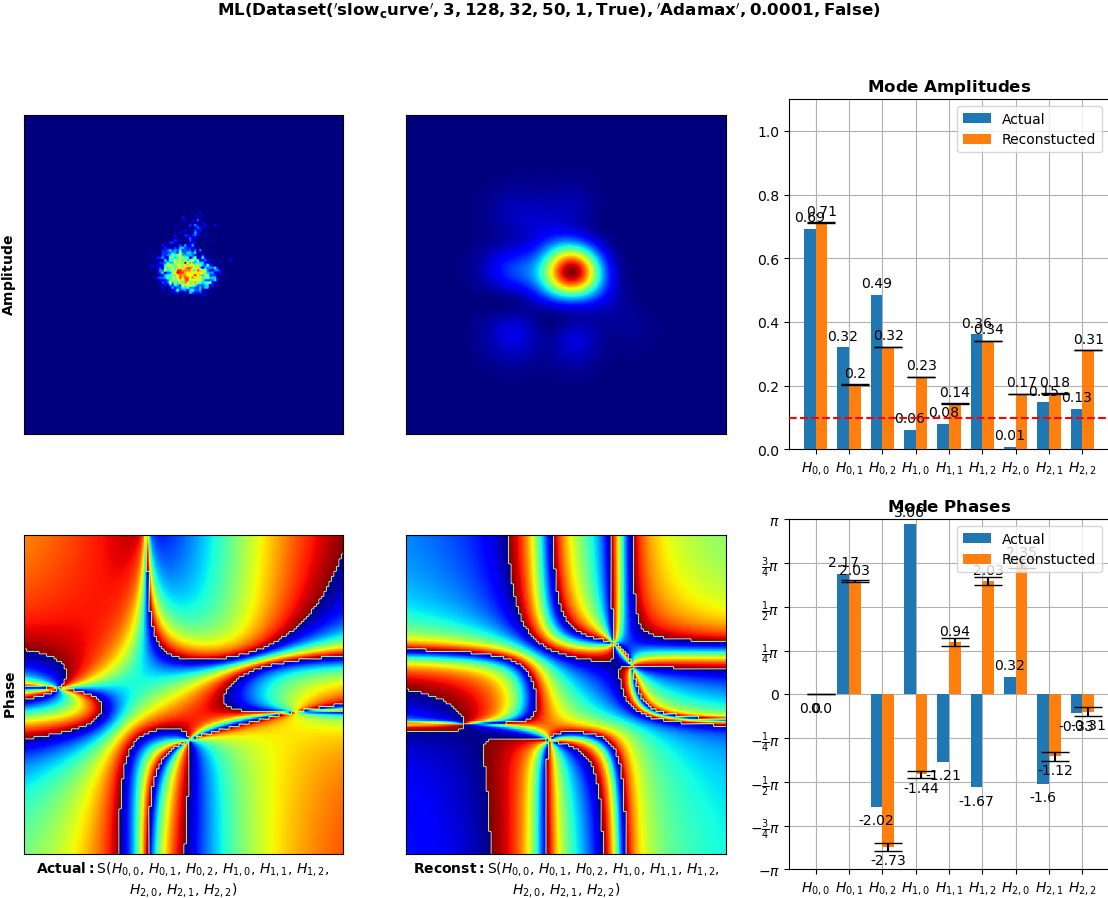 ML(Dataset('slow_curve', 3, 128, 32, 50, 1, True), 'Adamax', 0.0001, False)
Amplitude
Mode Amplitudes
Actual
Reconstucted
1.0
0.8
0.6
0.4
0.2
0.0
0.69 0.71
0.32 0.2
0.49 0.32
0.06 0.23
0.08 0.14
0.36 0.34
0.01 0.17
0.15 0.18
0.13 0.31
H0,0 H0,1 H0,2 H1,0 H1,1 H1,2 H2,0 H2,1 H2,2
Phase
Mode Phases
Actual
Reconstucted
π
3/4π
1/2π
1/4π
0
−1/4π
−1/2π
−3/4π
−π
0.0 0.0
2.17 2.03
-2.02 -2.73
3.06 -1.44
-1.21 0.94
-1.67 2.03
0.32 2.35
-1.6 -1.12
-0.33 -0.31
H0,0 H0,1 H0,2 H1,0 H1,1 H1,2 H2,0 H2,1 H2,2
Actual: S(H0,0, H0,1, H0,2, H1,0, H1,1, H1,2,
H2,0, H2,1, H2,2)
Reconst: S(H0,0, H0,1, H0,2, H1,0, H1,1, H1,2,
H2,0, H2,1, H2,2)